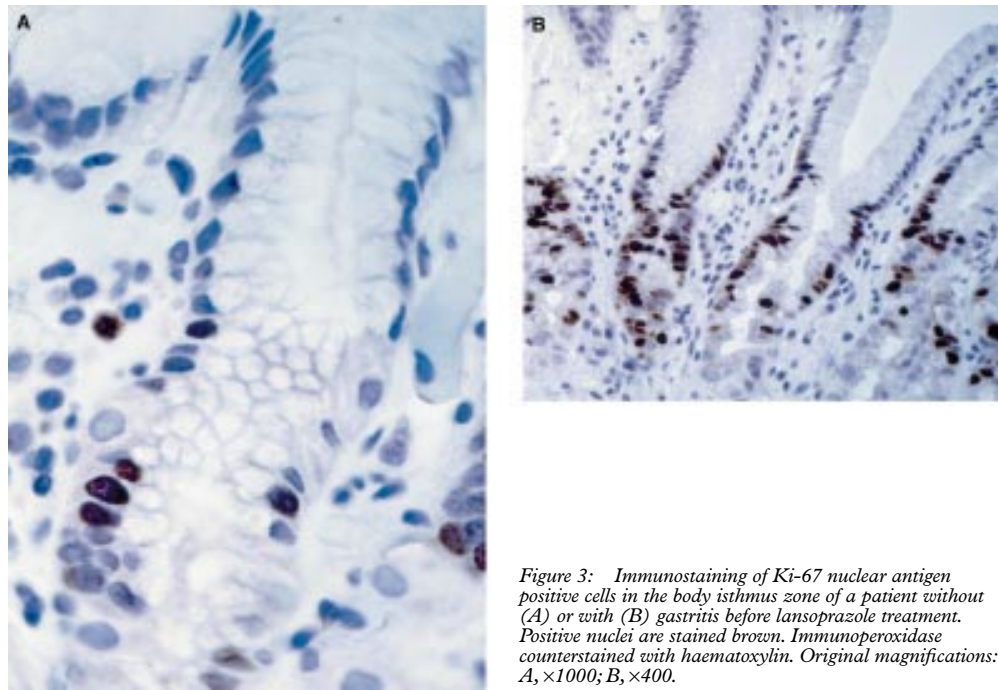 A
B
Figure 3: Immunostaining of Ki-67 nuclear antigen
positive cells in the body isthmus zone of a patient without
(A) or with (B) gastritis before lansoprazole treatment.
Positive nuclei are stained brown. Immunoperoxidase
counterstained with haematoxylin. Original magnifications:
A, ×1000; B, ×400.